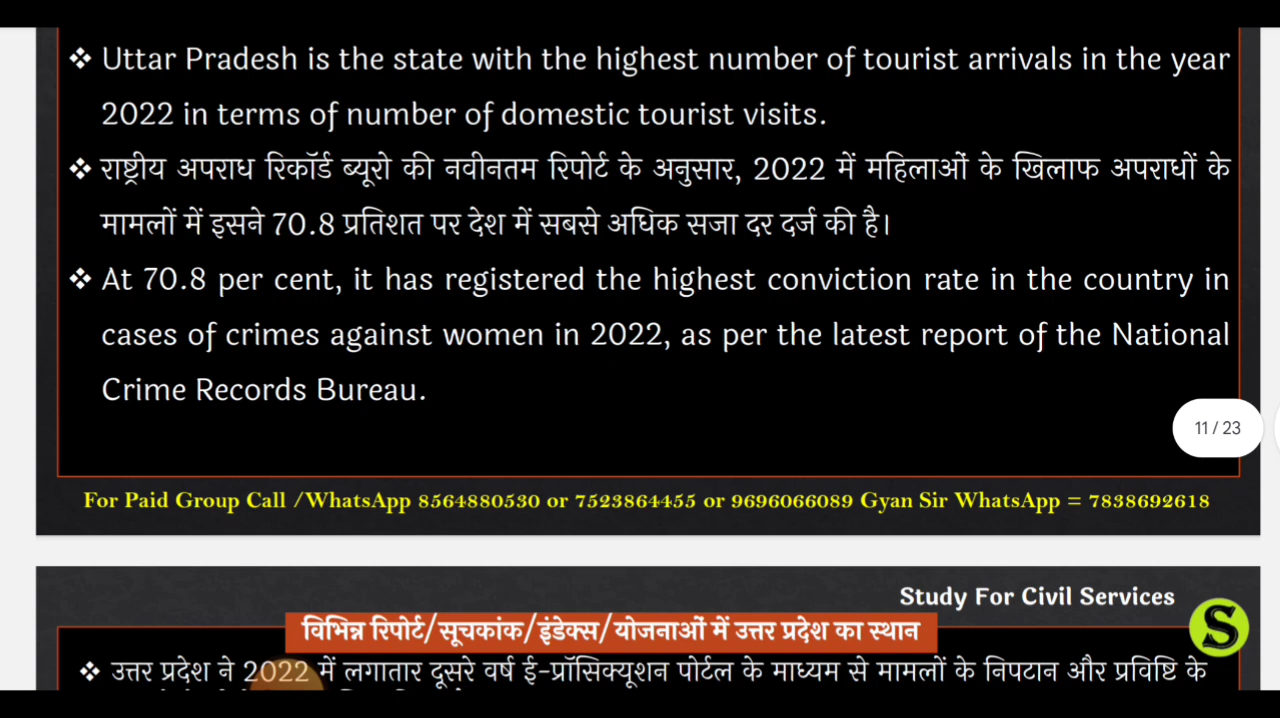 ❖ Uttar Pradesh is the state with the highest number of tourist arrivals in the year
2022 in terms of number of domestic tourist visits.
❖ राष्ट्रीय अपराध रिकॉर्ड ब्यूरो की नवीनतम रिपोर्ट के अनुसार, 2022 में महिलाओं के खिलाफ अपराधों के
मामलों में इसने 70.8 प्रतिशत पर देश में सबसे अधिक सजा दर दर्ज की है।
❖ At 70.8 per cent, it has registered the highest conviction rate in the country in
cases of crimes against women in 2022, as per the latest report of the National
Crime Records Bureau.
11 / 23
For Paid Group Call /WhatsApp 8564880530 or 7523864455 or 9696066089 Gyan Sir WhatsApp = 7838692618
Study For Civil Services
S
विभिन्न रिपोर्ट/सूचकांक/इंडेक्स/योजनाओं में उत्तर प्रदेश का स्थान
❖ उत्तर प्रदेश ने 2022 में लगातार दूसरे वर्ष ई-प्रॉसिक्यूशन पोर्टल के माध्यम से मामलों के निपटान और प्रविष्टि के